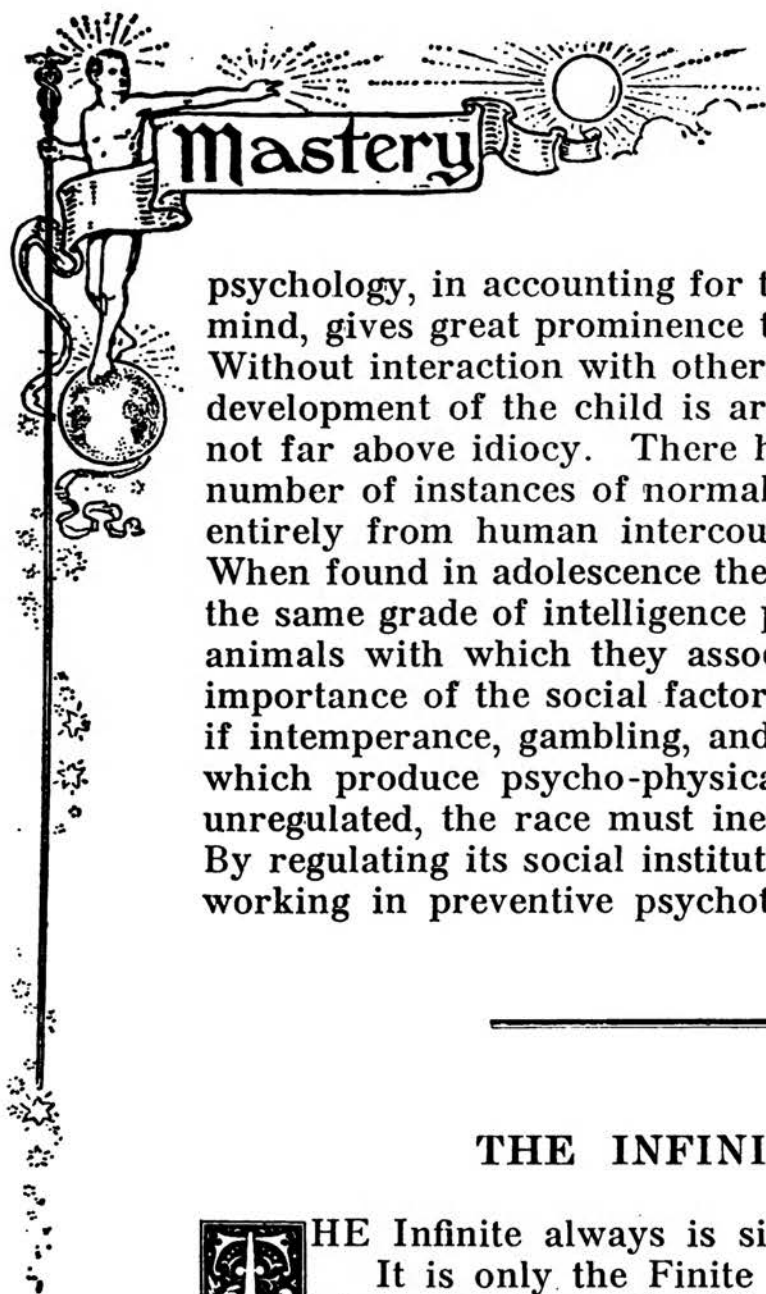 Mastery
psychology, in accounting for t
mind, gives great prominence t
Without interaction with other
development of the child is ar
not far above idiocy. There h
number of instances of normal
entirely from human intercou
When found in adolescence the
the same grade of intelligence p
animals with which they asso
importance of the social factor
if intemperance, gambling, and
which produce psycho-physica
unregulated, the race must ine
By regulating its social institut
working in preventive psychot
THE INFINI
THE Infinite always is si
It is only the Finite